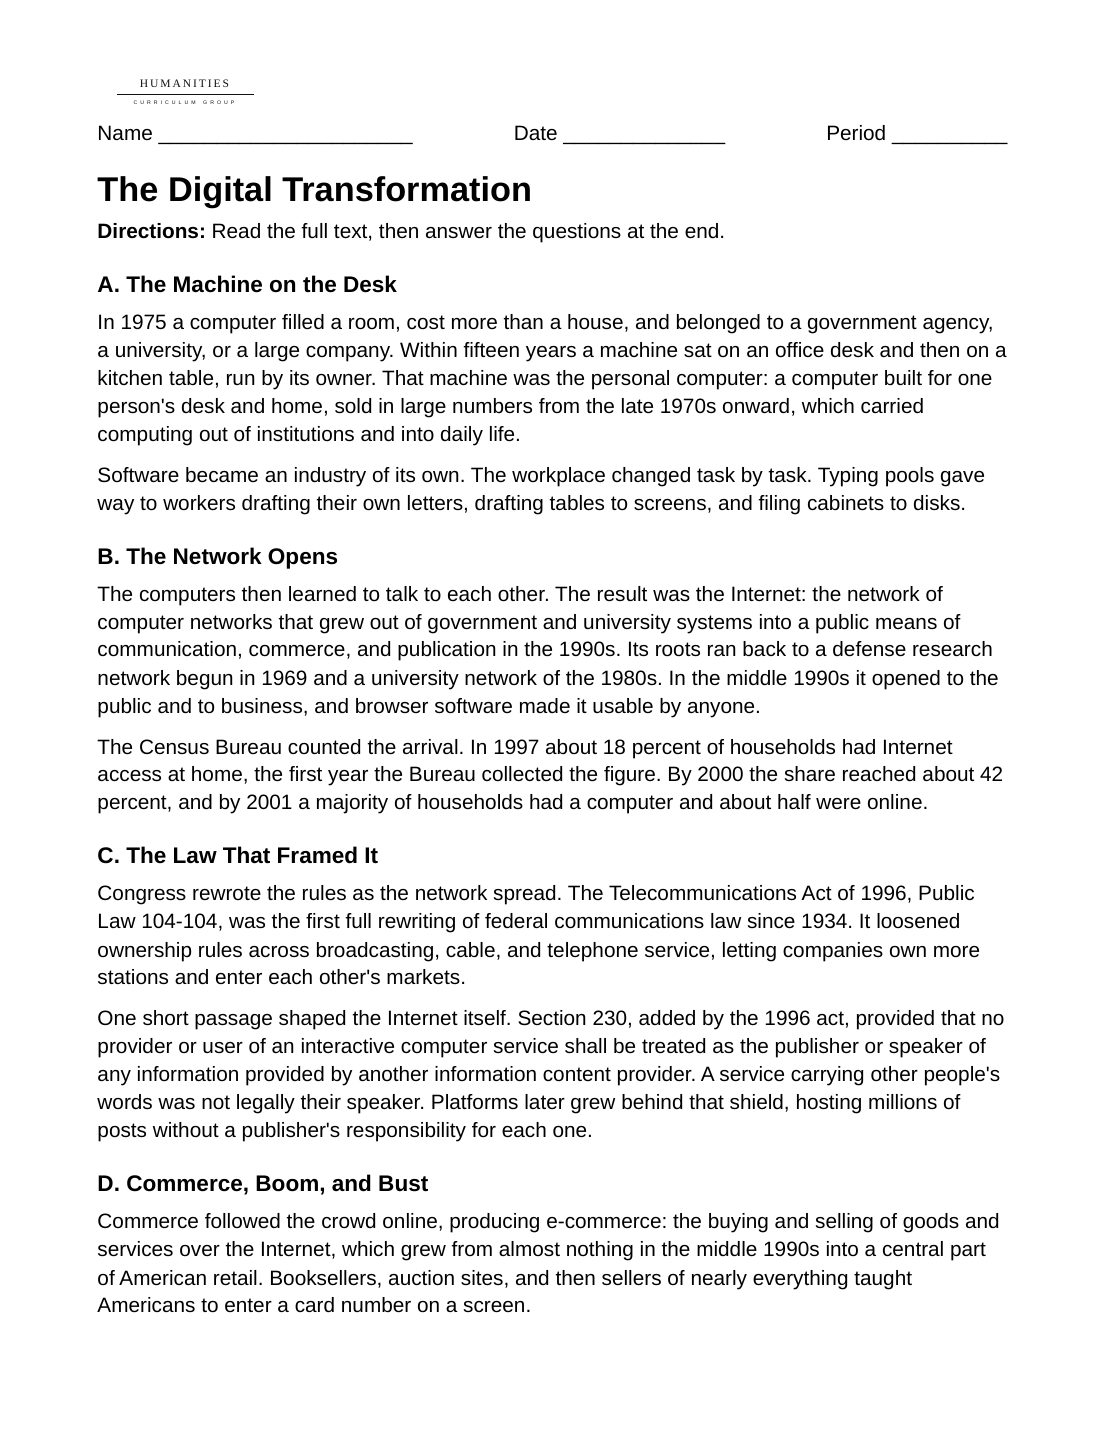 HUMANITIES
CURRICULUM GROUP
Name ______________________ Date ______________ Period __________
The Digital Transformation
Directions: Read the full text, then answer the questions at the end.
A. The Machine on the Desk
In 1975 a computer filled a room, cost more than a house, and belonged to a government agency,
a university, or a large company. Within fifteen years a machine sat on an office desk and then on a
kitchen table, run by its owner. That machine was the personal computer: a computer built for one
person's desk and home, sold in large numbers from the late 1970s onward, which carried
computing out of institutions and into daily life.
Software became an industry of its own. The workplace changed task by task. Typing pools gave
way to workers drafting their own letters, drafting tables to screens, and filing cabinets to disks.
B. The Network Opens
The computers then learned to talk to each other. The result was the Internet: the network of
computer networks that grew out of government and university systems into a public means of
communication, commerce, and publication in the 1990s. Its roots ran back to a defense research
network begun in 1969 and a university network of the 1980s. In the middle 1990s it opened to the
public and to business, and browser software made it usable by anyone.
The Census Bureau counted the arrival. In 1997 about 18 percent of households had Internet
access at home, the first year the Bureau collected the figure. By 2000 the share reached about 42
percent, and by 2001 a majority of households had a computer and about half were online.
C. The Law That Framed It
Congress rewrote the rules as the network spread. The Telecommunications Act of 1996, Public
Law 104-104, was the first full rewriting of federal communications law since 1934. It loosened
ownership rules across broadcasting, cable, and telephone service, letting companies own more
stations and enter each other's markets.
One short passage shaped the Internet itself. Section 230, added by the 1996 act, provided that no
provider or user of an interactive computer service shall be treated as the publisher or speaker of
any information provided by another information content provider. A service carrying other people's
words was not legally their speaker. Platforms later grew behind that shield, hosting millions of
posts without a publisher's responsibility for each one.
D. Commerce, Boom, and Bust
Commerce followed the crowd online, producing e-commerce: the buying and selling of goods and
services over the Internet, which grew from almost nothing in the middle 1990s into a central part
of American retail. Booksellers, auction sites, and then sellers of nearly everything taught
Americans to enter a card number on a screen.